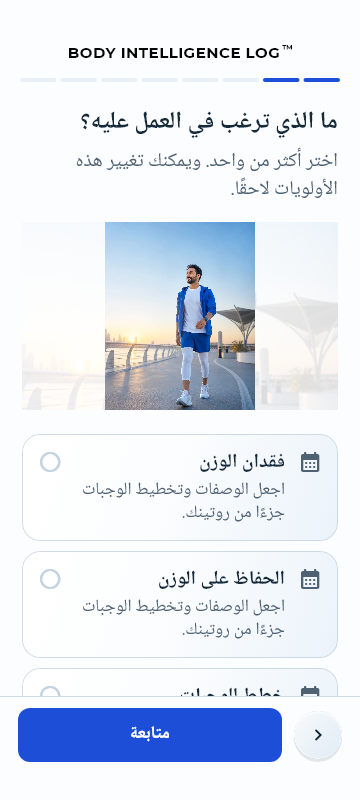 BODY INTELLIGENCE LOG™
ما الذي ترغب في العمل عليه؟
اختر أكثر من واحد. ويمكنك تغيير هذه
الأولويات لاحقًا.
فقدان الوزن
اجعل الوصفات وتخطيط الوجبات
جزءًا من روتينك.
الحفاظ على الوزن
اجعل الوصفات وتخطيط الوجبات
جزءًا من روتينك.
خطط الوجبات
متابعة